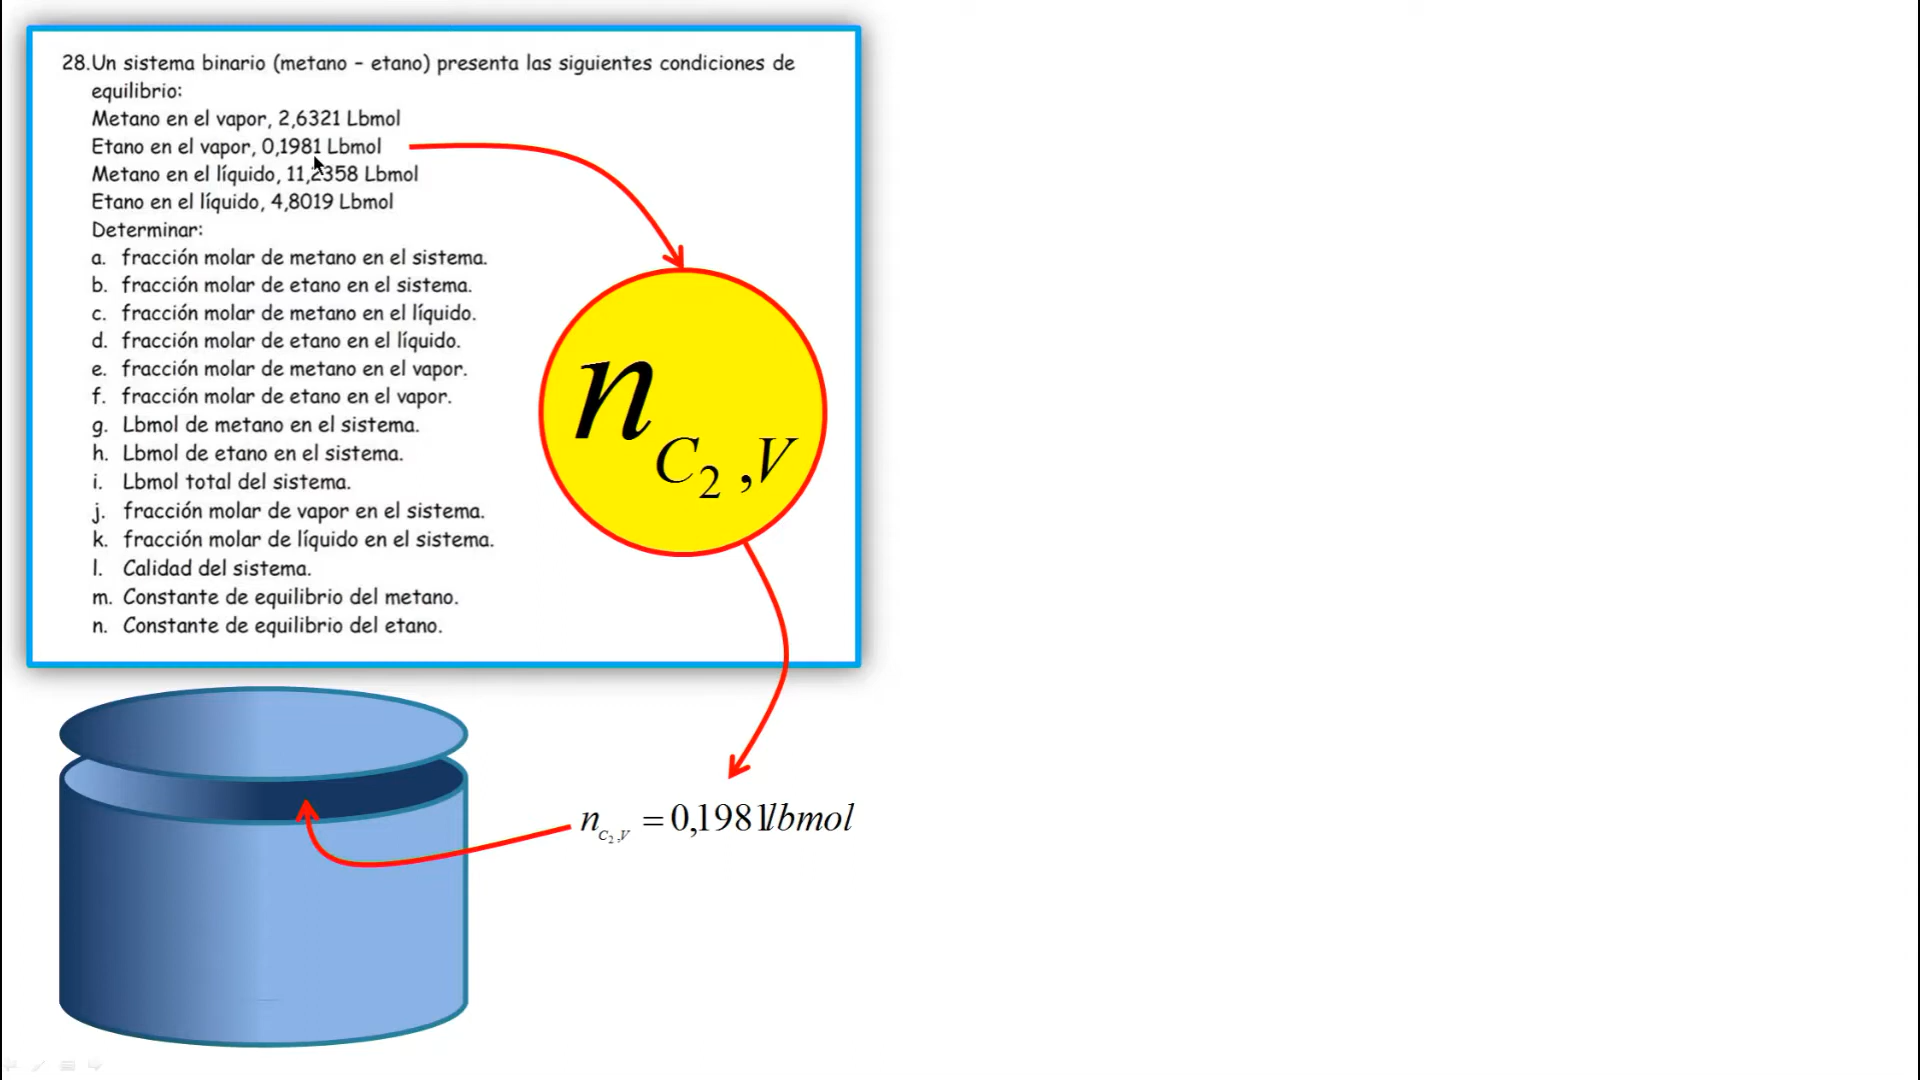 28.Un sistema binario (metano – etano) presenta las siguientes condiciones de
equilibrio:
Metano en el vapor, 2,6321 Lbmol
Etano en el vapor, 0,1981 Lbmol
Metano en el líquido, 11,2358 Lbmol
Etano en el líquido, 4,8019 Lbmol
Determinar:
a. fracción molar de metano en el sistema.
b. fracción molar de etano en el sistema.
c. fracción molar de metano en el líquido.
d. fracción molar de etano en el líquido.
e. fracción molar de metano en el vapor.
f. fracción molar de etano en el vapor.
g. Lbmol de metano en el sistema.
h. Lbmol de etano en el sistema.
i. Lbmol total del sistema.
j. fracción molar de vapor en el sistema.
k. fracción molar de líquido en el sistema.
l. Calidad del sistema.
m. Constante de equilibrio del metano.
n. Constante de equilibrio del etano.
n C₂ ,V
n C₂,V = 0,1981lbmol